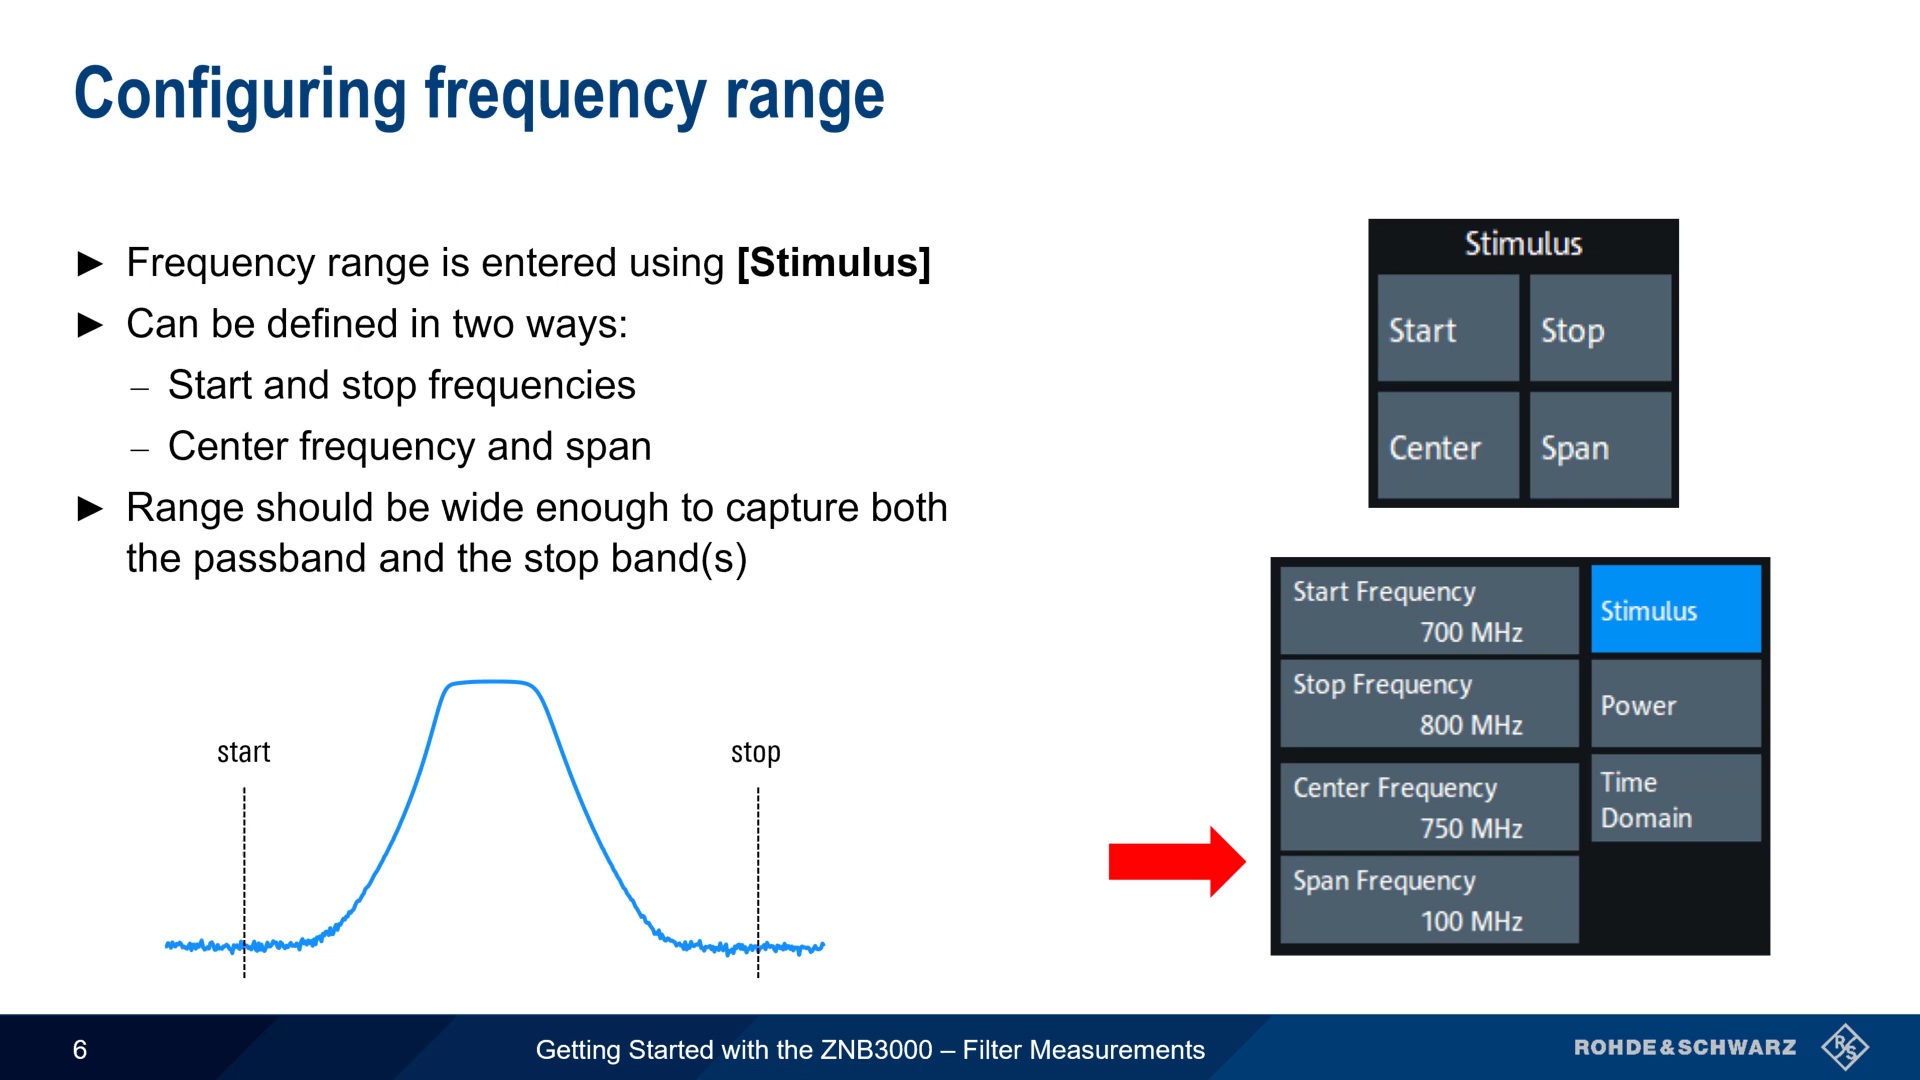 Configuring frequency range
► Frequency range is entered using [Stimulus]
► Can be defined in two ways:
– Start and stop frequencies
– Center frequency and span
► Range should be wide enough to capture both
the passband and the stop band(s)
start
stop
Stimulus
Start
Stop
Center
Span
Start Frequency
700 MHz
Stop Frequency
800 MHz
Center Frequency
750 MHz
Span Frequency
100 MHz
Stimulus
Power
Time
Domain
6
Getting Started with the ZNB3000 – Filter Measurements
ROHDE&SCHWARZ
R&S